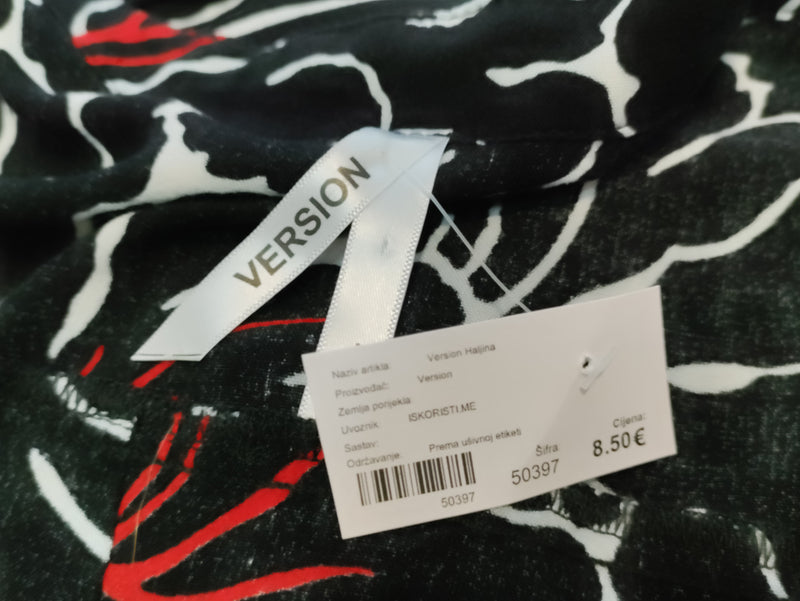 VERSION
Naziv artikla Version Haljina
Proizvođač: Version
Zemlja porijekla
Uvoznik ISKORISTI.ME
Sastav:
Održavanje: Prema ušivnoj etiketi
50397
Šifra
50397
Cijena:
8.50€